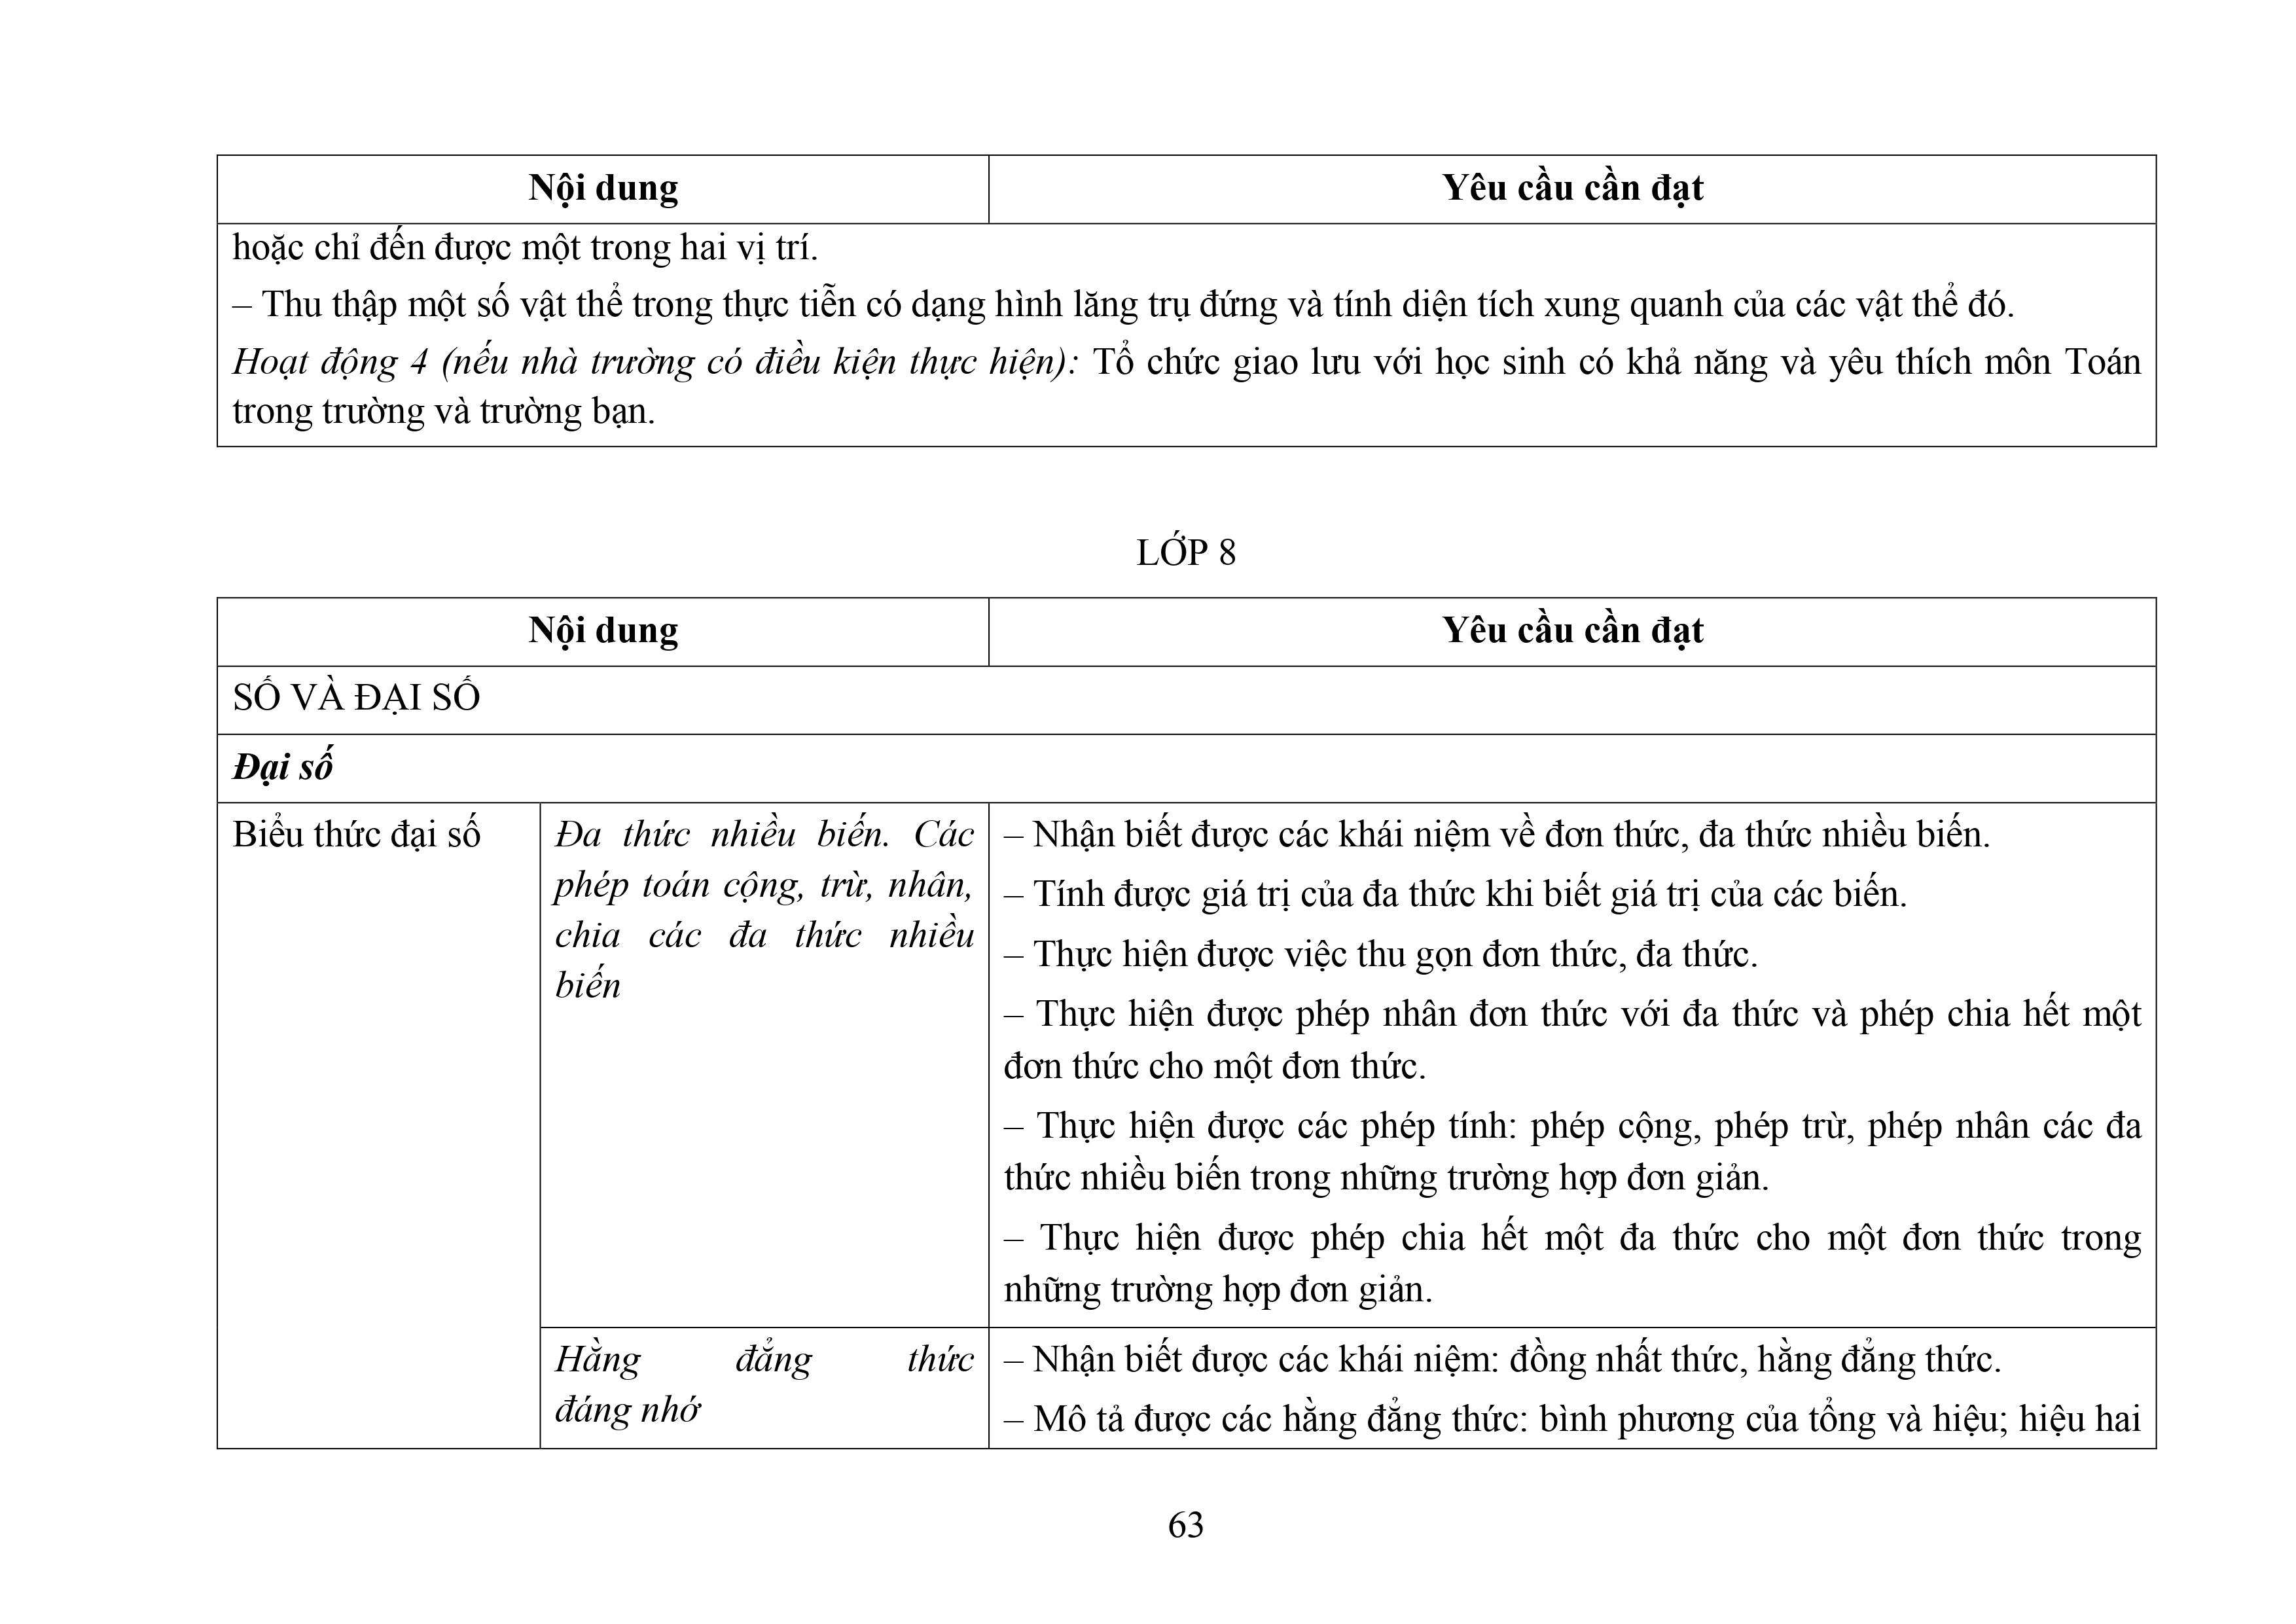 Nội dung
Yêu cầu cần đạt
hoặc chỉ đến được một trong hai vị trí.
– Thu thập một số vật thể trong thực tiễn có dạng hình lăng trụ đứng và tính diện tích xung quanh của các vật thể đó.
Hoạt động 4 (nếu nhà trường có điều kiện thực hiện): Tổ chức giao lưu với học sinh có khả năng và yêu thích môn Toán
trong trường và trường bạn.
LỚP 8
Nội dung
Yêu cầu cần đạt
SỐ VÀ ĐẠI SỐ
Đại số
Biểu thức đại số
Đa thức nhiều biến. Các
phép toán cộng, trừ, nhân,
chia các đa thức nhiều
biến
– Nhận biết được các khái niệm về đơn thức, đa thức nhiều biến.
– Tính được giá trị của đa thức khi biết giá trị của các biến.
– Thực hiện được việc thu gọn đơn thức, đa thức.
– Thực hiện được phép nhân đơn thức với đa thức và phép chia hết một
đơn thức cho một đơn thức.
– Thực hiện được các phép tính: phép cộng, phép trừ, phép nhân các đa
thức nhiều biến trong những trường hợp đơn giản.
– Thực hiện được phép chia hết một đa thức cho một đơn thức trong
những trường hợp đơn giản.
Hằng đẳng thức
đáng nhớ
– Nhận biết được các khái niệm: đồng nhất thức, hằng đẳng thức.
– Mô tả được các hằng đẳng thức: bình phương của tổng và hiệu; hiệu hai
63